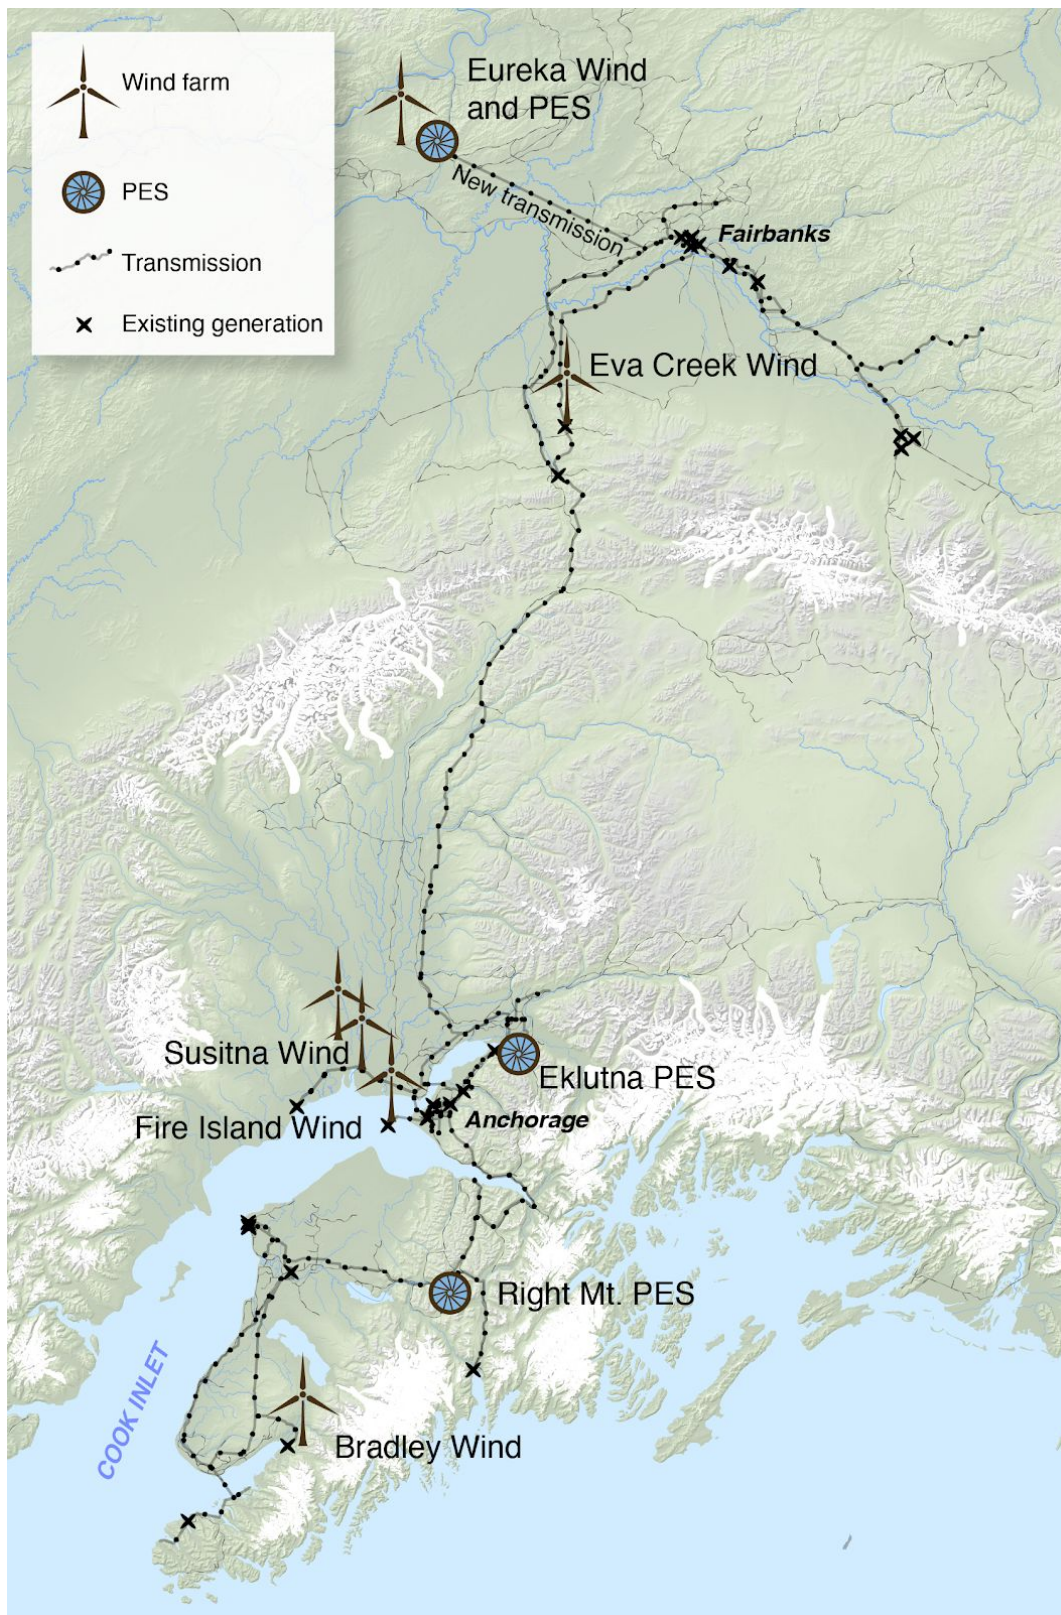 Wind farm
PES
Transmission
Existing generation
Eureka Wind
and PES
New transmission
Fairbanks
Eva Creek Wind
Susitna Wind
Eklutna PES
Fire Island Wind
Anchorage
Right Mt. PES
COOK INLET
Bradley Wind